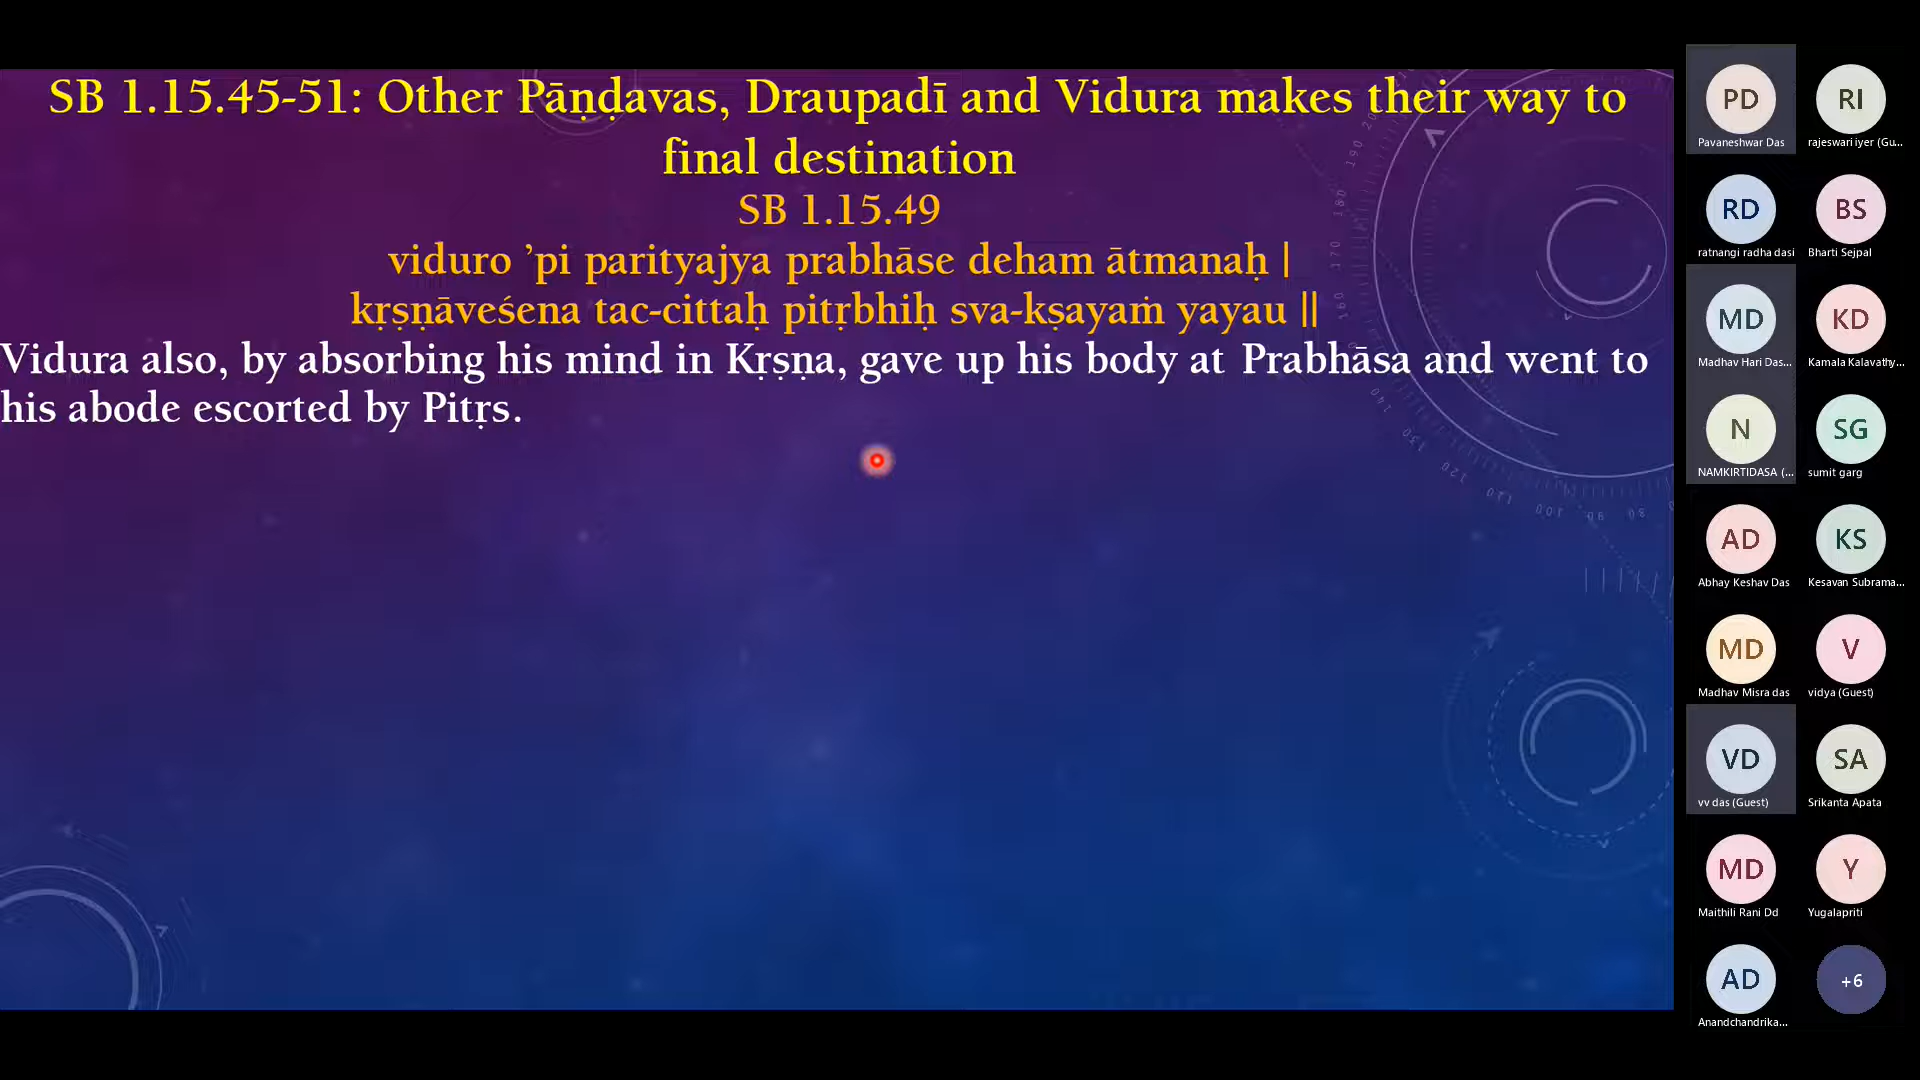 SB 1.15.45-51: Other Pāṇḍavas, Draupadī and Vidura makes their way to
final destination
SB 1.15.49
viduro ’pi parityajya prabhāse deham ātmanaḥ |
kṛṣṇāveśena tac-cittaḥ pitṛbhiḥ sva-kṣayaṁ yayau ||
Vidura also, by absorbing his mind in Kṛṣṇa, gave up his body at Prabhāsa and went to
his abode escorted by Pitṛs.
PD
Pavaneshwar Das
RI
rajeswari iyer (Gu...
RD
ratnangi radha dasi
BS
Bharti Sejpal
MD
Madhav Hari Das...
KD
Kamala Kalavathy...
N
NAMKIRTIDASA (...
SG
sumit garg
AD
Abhay Keshav Das
KS
Kesavan Subrama...
MD
Madhav Misra das
V
vidya (Guest)
VD
vv das (Guest)
SA
Srikanta Apata
MD
Maithili Rani Dd
Y
Yugalapriti
AD
Anandchandrika...
+6